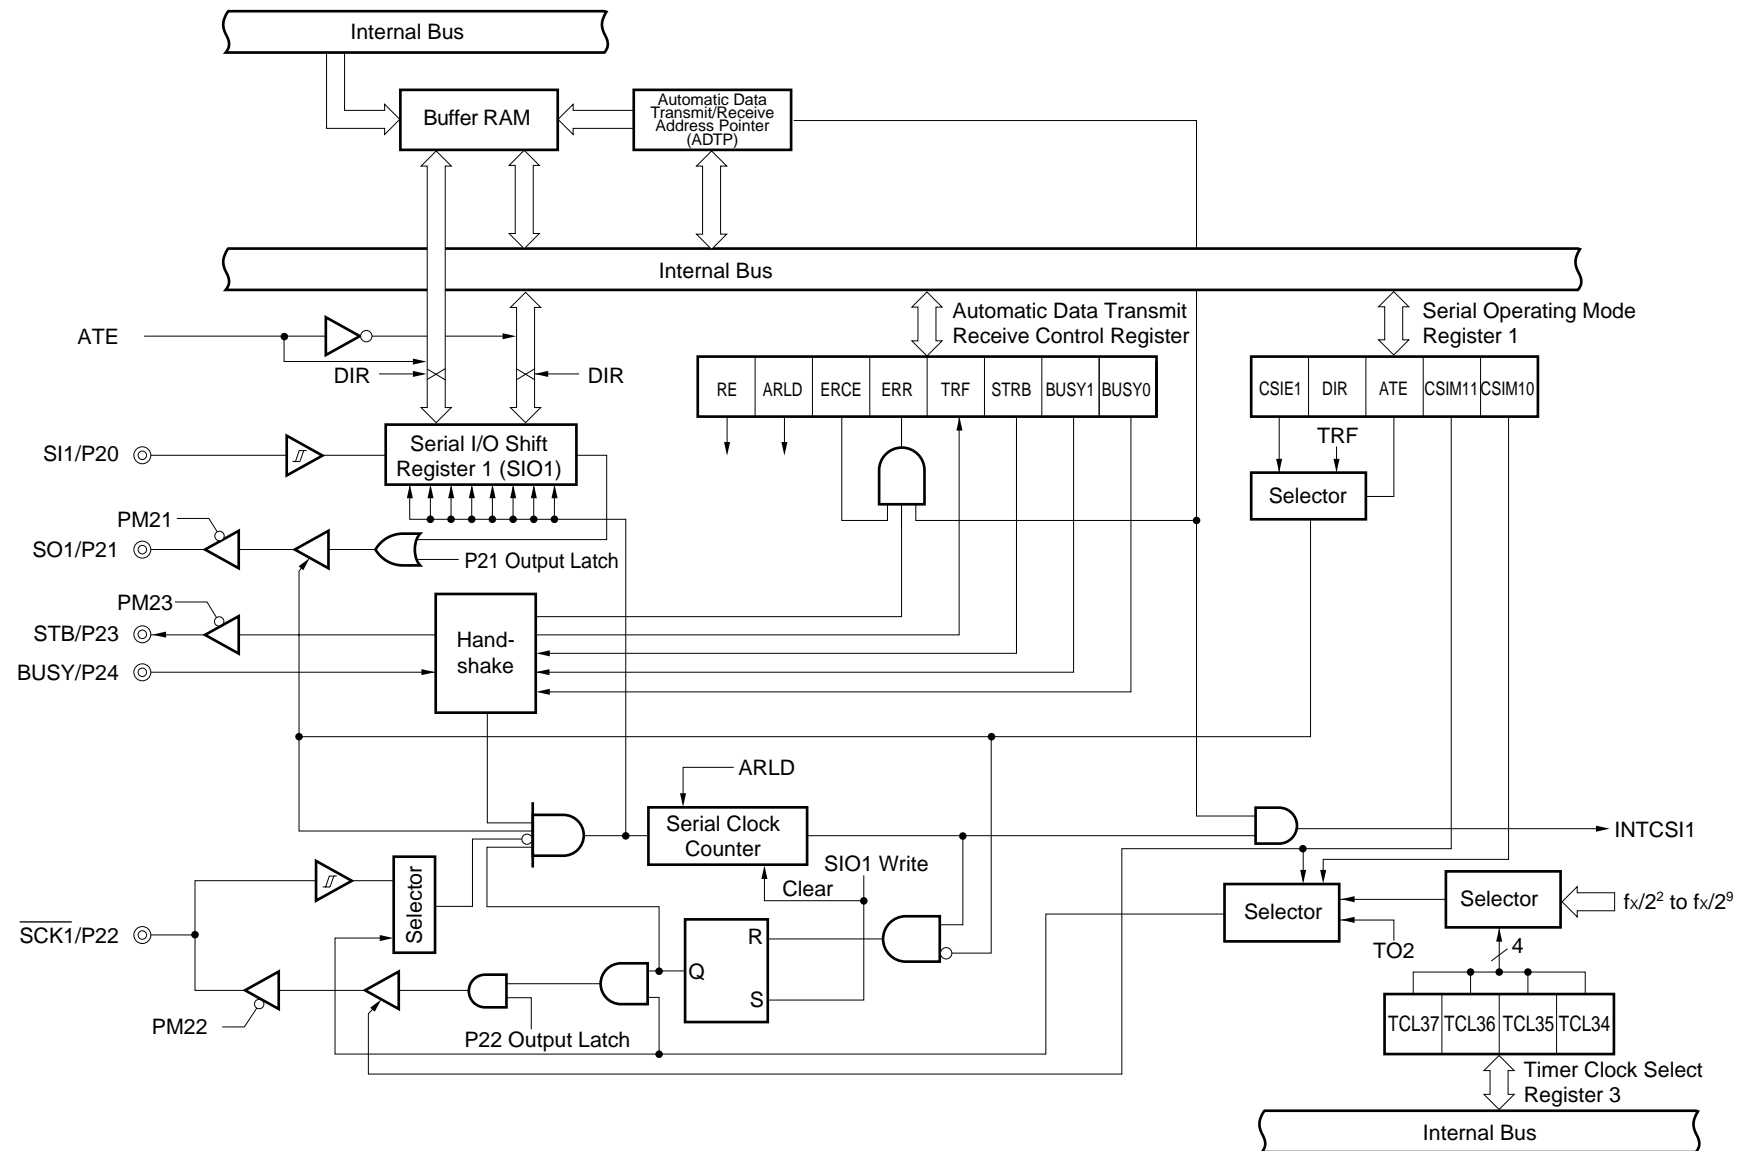 Internal Bus
Buffer RAM
Automatic Data
Transmit/Receive
Address Pointer
(ADTP)
Internal Bus
ATE
DIR
DIR
Automatic Data Transmit
Receive Control Register
Serial Operating Mode
Register 1
RE ARLD ERCE ERR TRF STRB BUSY1 BUSY0
CSIE1 DIR ATE CSIM11 CSIM10
TRF
Selector
SI1/P20
Serial I/O Shift
Register 1 (SIO1)
PM21
SO1/P21
P21 Output Latch
PM23
STB/P23
BUSY/P24
Hand-
shake
ARLD
Serial Clock
Counter
INTCSI1
SIO1 Write
Clear
Selector
SCK1/P22
R
Q
S
PM22
P22 Output Latch
Selector
Selector
fX/2² to fX/2⁹
TO2
4
TCL37 TCL36 TCL35 TCL34
Timer Clock Select
Register 3
Internal Bus